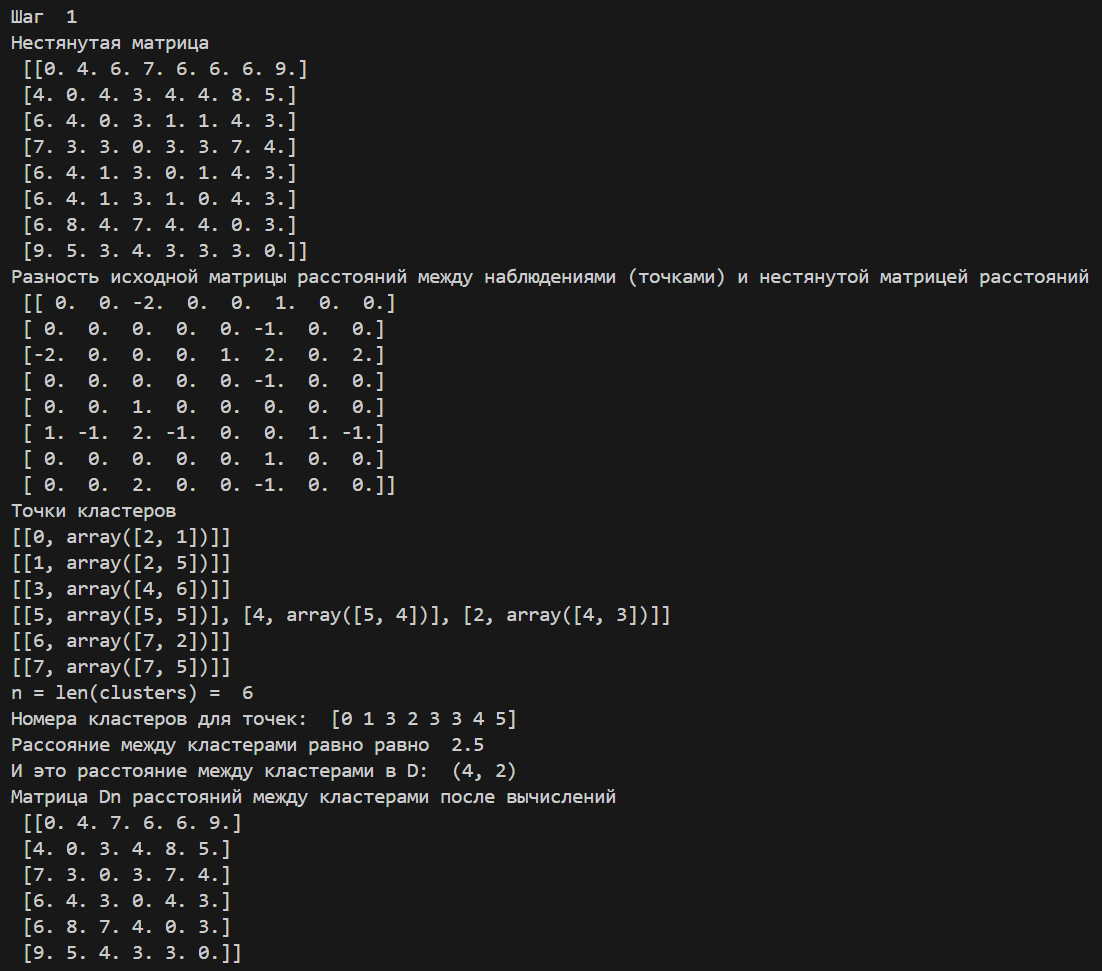 Шаг  1
Нестянутая матрица
 [[0. 4. 6. 7. 6. 6. 6. 9.]
 [4. 0. 4. 3. 4. 4. 8. 5.]
 [6. 4. 0. 3. 1. 1. 4. 3.]
 [7. 3. 3. 0. 3. 3. 7. 4.]
 [6. 4. 1. 3. 0. 1. 4. 3.]
 [6. 4. 1. 3. 1. 0. 4. 3.]
 [6. 8. 4. 7. 4. 4. 0. 3.]
 [9. 5. 3. 4. 3. 3. 3. 0.]]
Разность исходной матрицы расстояний между наблюдениями (точками) и нестянутой матрицей расстояний
 [[ 0.  0. -2.  0.  0.  1.  0.  0.]
 [ 0.  0.  0.  0.  0. -1.  0.  0.]
 [-2.  0.  0.  0.  1.  2.  0.  2.]
 [ 0.  0.  0.  0.  0. -1.  0.  0.]
 [ 0.  0.  1.  0.  0.  0.  0.  0.]
 [ 1. -1.  2. -1.  0.  0.  1. -1.]
 [ 0.  0.  0.  0.  0.  1.  0.  0.]
 [ 0.  0.  2.  0.  0. -1.  0.  0.]]
Точки кластеров
[[0, array([2, 1])]]
[[1, array([2, 5])]]
[[3, array([4, 6])]]
[[5, array([5, 5])], [4, array([5, 4])], [2, array([4, 3])]]
[[6, array([7, 2])]]
[[7, array([7, 5])]]
n = len(clusters) =  6
Номера кластеров для точек:  [0 1 3 2 3 3 4 5]
Рассояние между кластерами равно равно  2.5
И это расстояние между кластерами в D:  (4, 2)
Матрица Dn расстояний между кластерами после вычислений
 [[0. 4. 7. 6. 6. 9.]
 [4. 0. 3. 4. 8. 5.]
 [7. 3. 0. 3. 7. 4.]
 [6. 4. 3. 0. 4. 3.]
 [6. 8. 7. 4. 0. 3.]
 [9. 5. 4. 3. 3. 0.]]